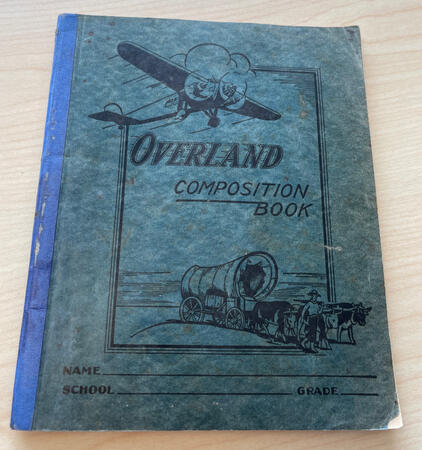 OVERLAND
COMPOSITION
BOOK
NAME
SCHOOL GRADE